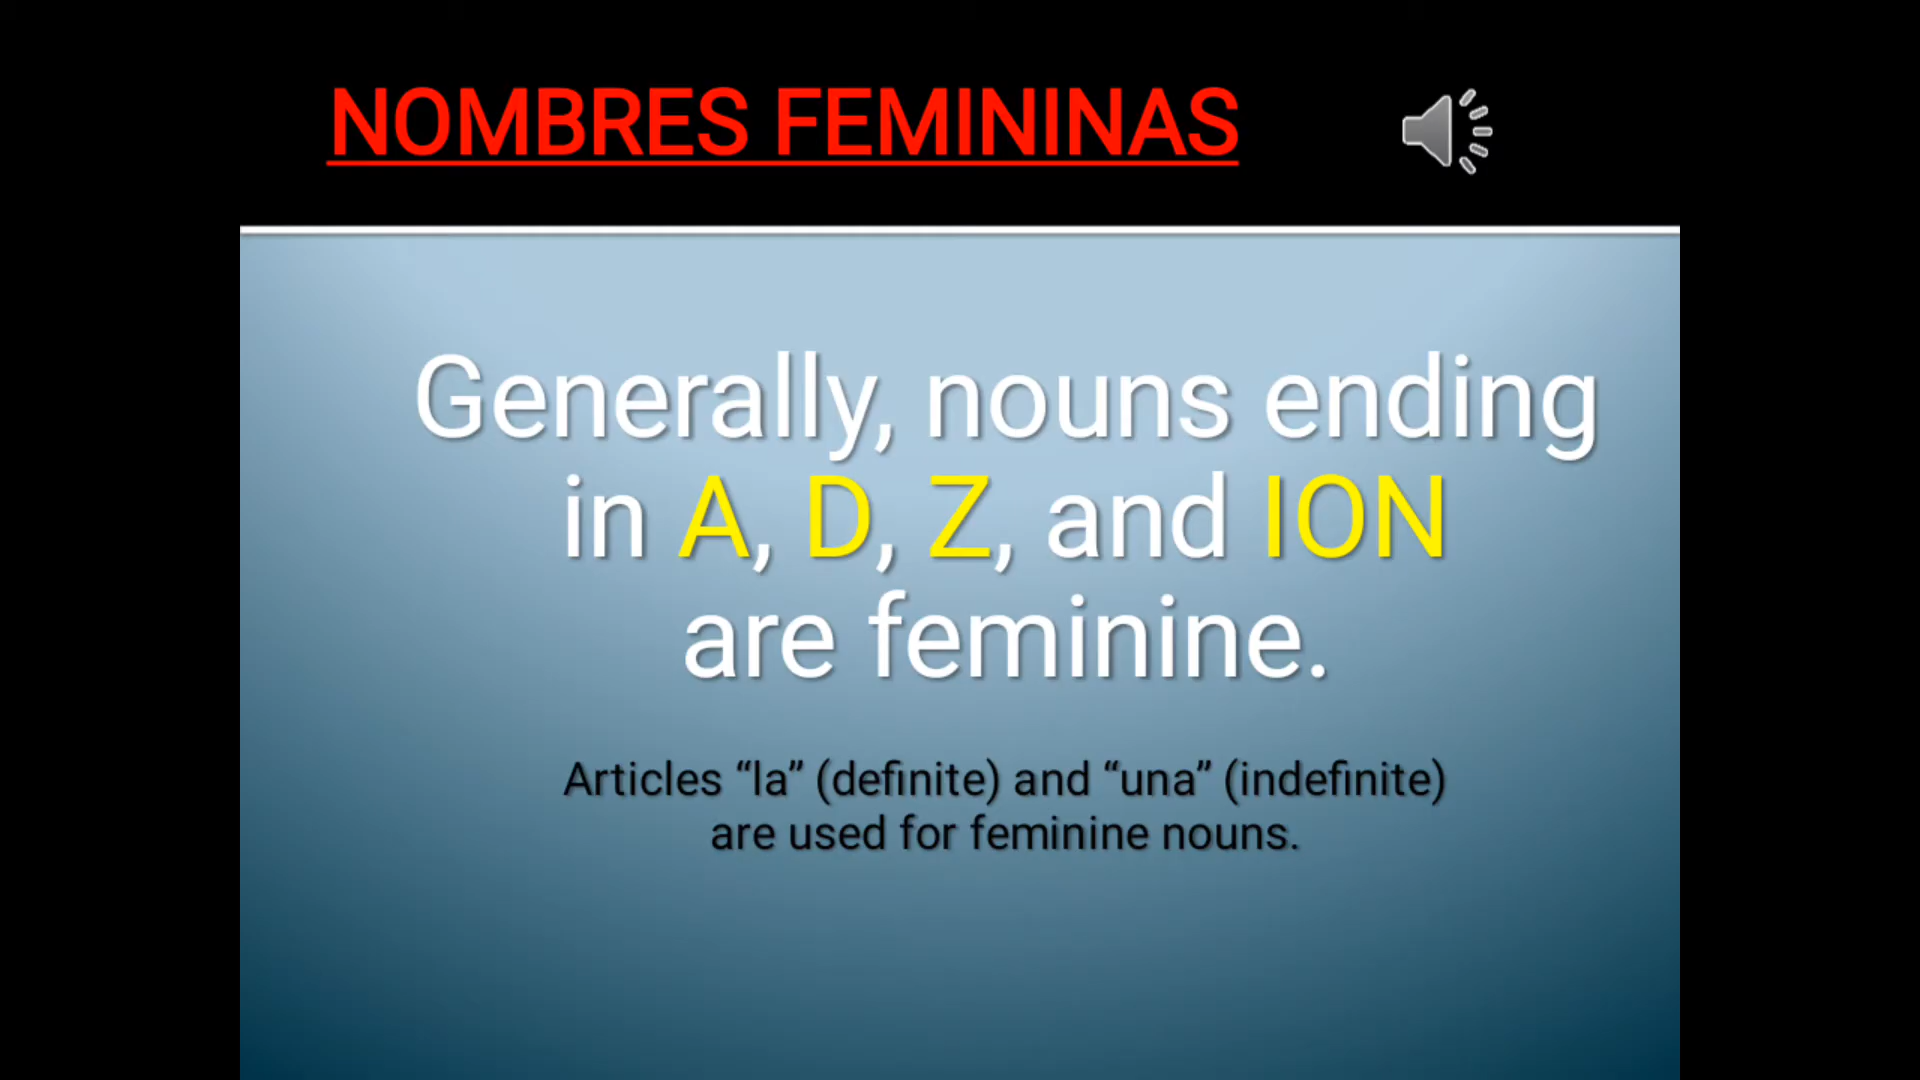 NOMBRES FEMININAS
Generally, nouns ending
in A, D, Z, and ION
are feminine.
Articles “la” (definite) and “una” (indefinite)
are used for feminine nouns.